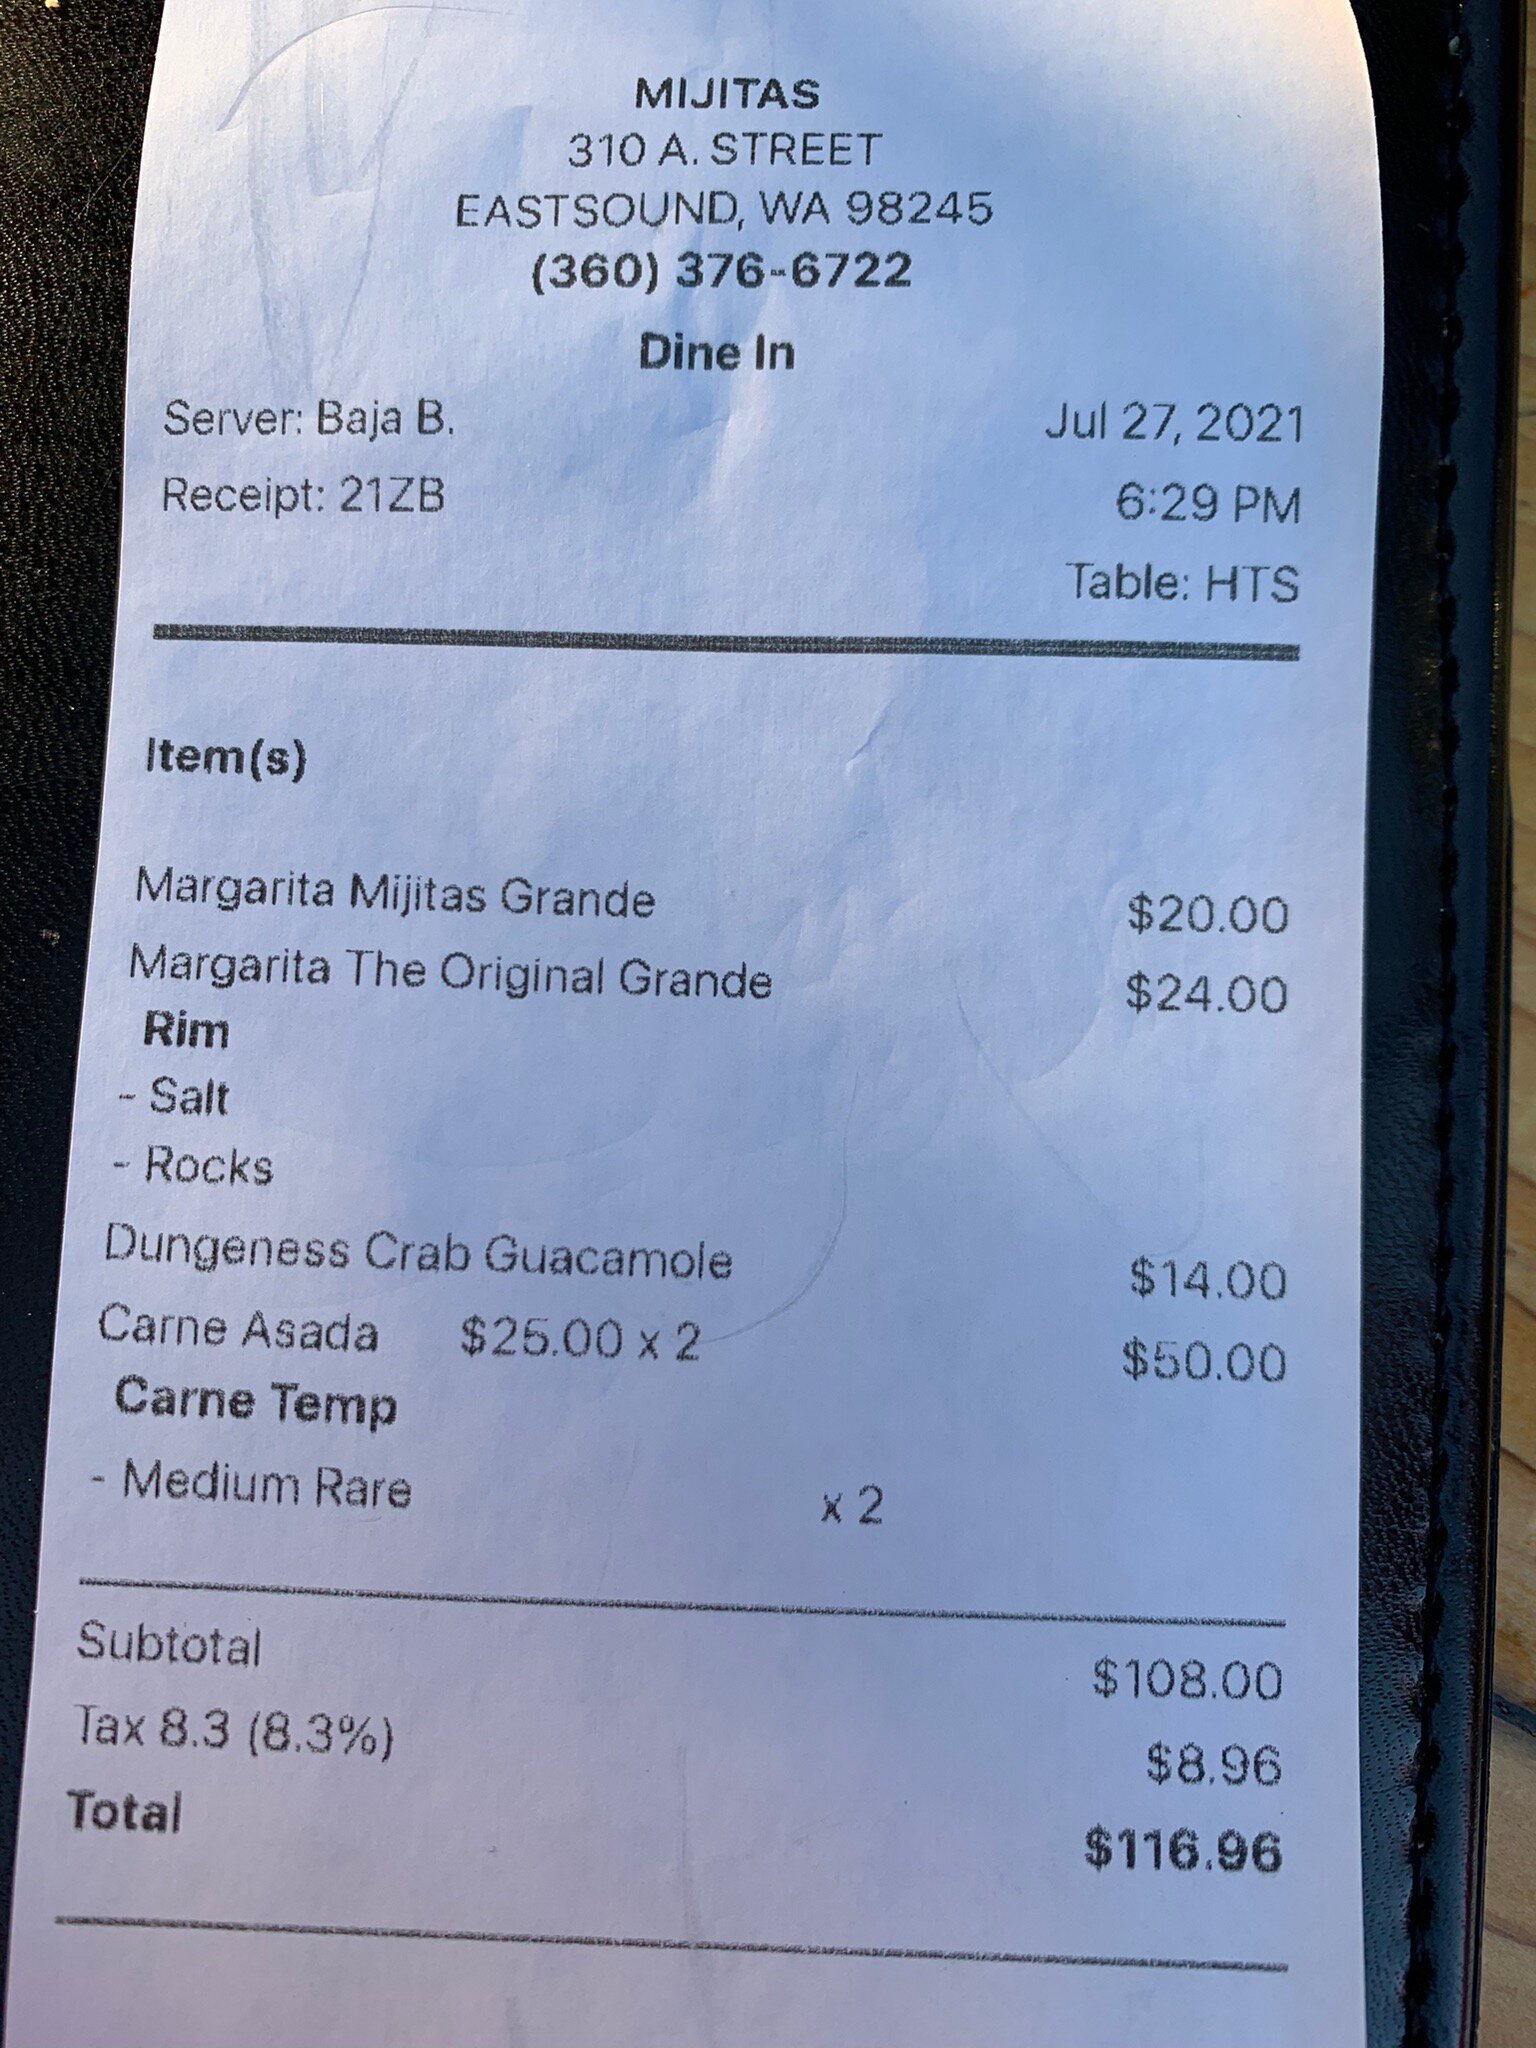 MIJITAS
310 A. STREET
EASTSOUND, WA 98245
(360) 376-6722
Dine In
Server: Baja B. Jul 27, 2021
Receipt: 21ZB 6:29 PM
Table: HTS
Item(s)
Margarita Mijitas Grande $20.00
Margarita The Original Grande $24.00
Rim
- Salt
- Rocks
Dungeness Crab Guacamole $14.00
Carne Asada $25.00 x 2 $50.00
Carne Temp
- Medium Rare x 2
Subtotal $108.00
Tax 8.3 (8.3%) $8.96
Total $116.96